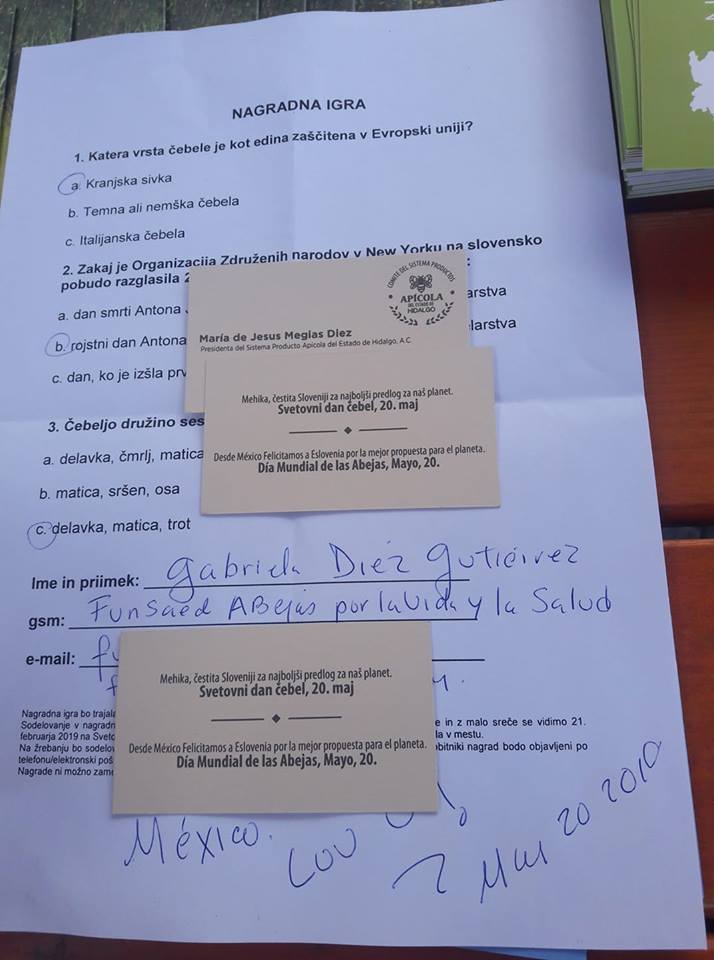 NAGRADNA IGRA
1. Katera vrsta čebele je kot edina zaščitena v Evropski uniji?
a. Kranjska sivka
b. Temna ali nemška čebela
c. Italijanska čebela
2. Zakaj je Organizacija Združenih narodov v New Yorku na slovensko
pobudo razglasila
a. dan smrti Antona
arstva
b. rojstni dan Antona
larstva
c. dan, ko je izšla prv
COMITE DEL SISTEMA PRODUCTOS
APÍCOLA
DEL ESTADO DE
HIDALGO
María de Jesus Megias Diez
Presidenta del Sistema Producto Apicola del Estado de Hidalgo, A.C.
Mehika, čestita Sloveniji za najboljši predlog za naš planet.
Svetovni dan čebel, 20. maj
Desde México Felicitamos a Eslovenia por la mejor propuesta para el planeta.
Día Mundial de las Abejas, Mayo, 20.
3. Čebeljo družino ses
a. delavka, čmrlj, matica
b. matica, sršen, osa
c. delavka, matica, trot
Ime in priimek: Gabriela Diéz Gutiérrez
gsm: Funsaed Abejas por la Vida y la Salud
e-mail:
Mehika, čestita Sloveniji za najboljši predlog za naš planet.
Svetovni dan čebel, 20. maj
Desde México Felicitamos a Eslovenia por la mejor propuesta para el planeta.
Día Mundial de las Abejas, Mayo, 20.
Nagradna igra bo trajala
e in z malo sreče se vidimo 21.
Sodelovanje v nagradn
februarja 2019 na Sveto
la v mestu.
Na žrebanju bo sodelov
obitniki nagrad bodo objavljeni po
telefonu/elektronski poš
Nagrade ni možno zame
México.